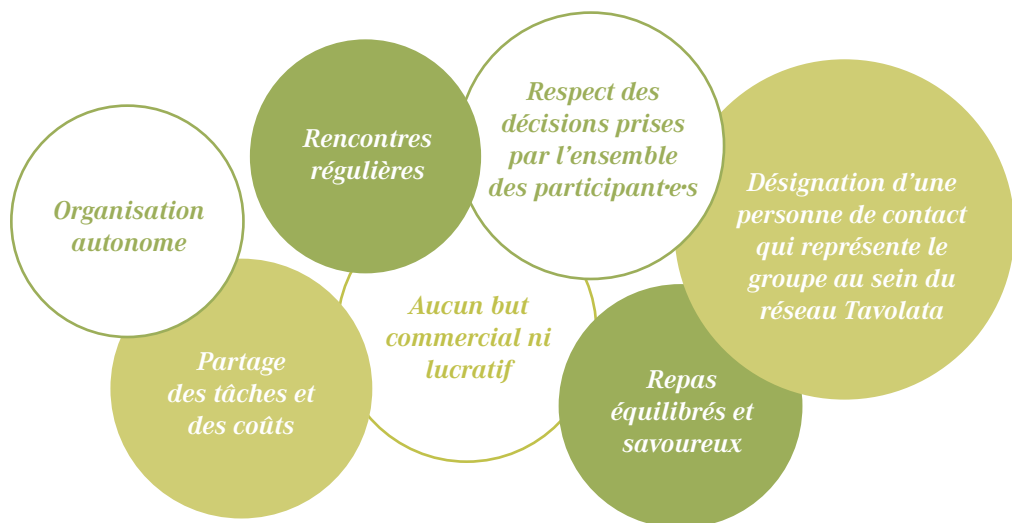 Organisation
autonome
Rencontres
régulières
Respect des
décisions prises
par l’ensemble
des participant·e·s
Désignation d’une
personne de contact
qui représente le
groupe au sein du
réseau Tavolata
Partage
des tâches et
des coûts
Aucun but
commercial ni
lucratif
Repas
équilibrés et
savoureux